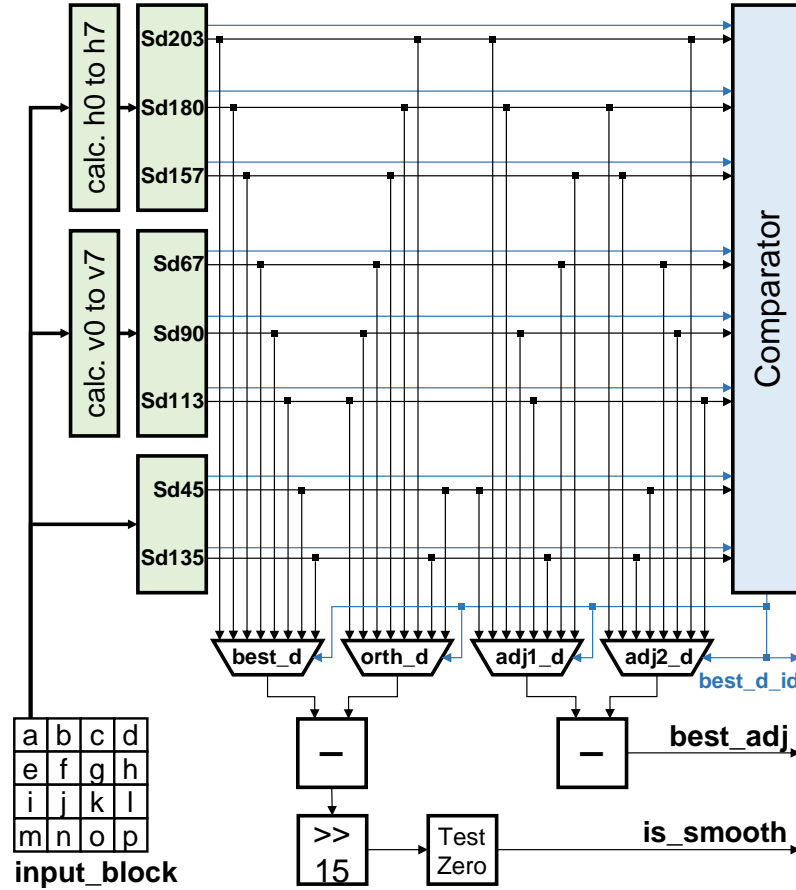 calc. h0 to h7
Sd203
Sd180
Sd157
calc. v0 to v7
Sd67
Sd90
Sd113
Sd45
Sd135
Comparator
best_d
orth_d
adj1_d
adj2_d
best_d_id
a b c d
e f g h
i j k l
m n o p
input_block
−
−
best_adj
>>
15
Test
Zero
is_smooth